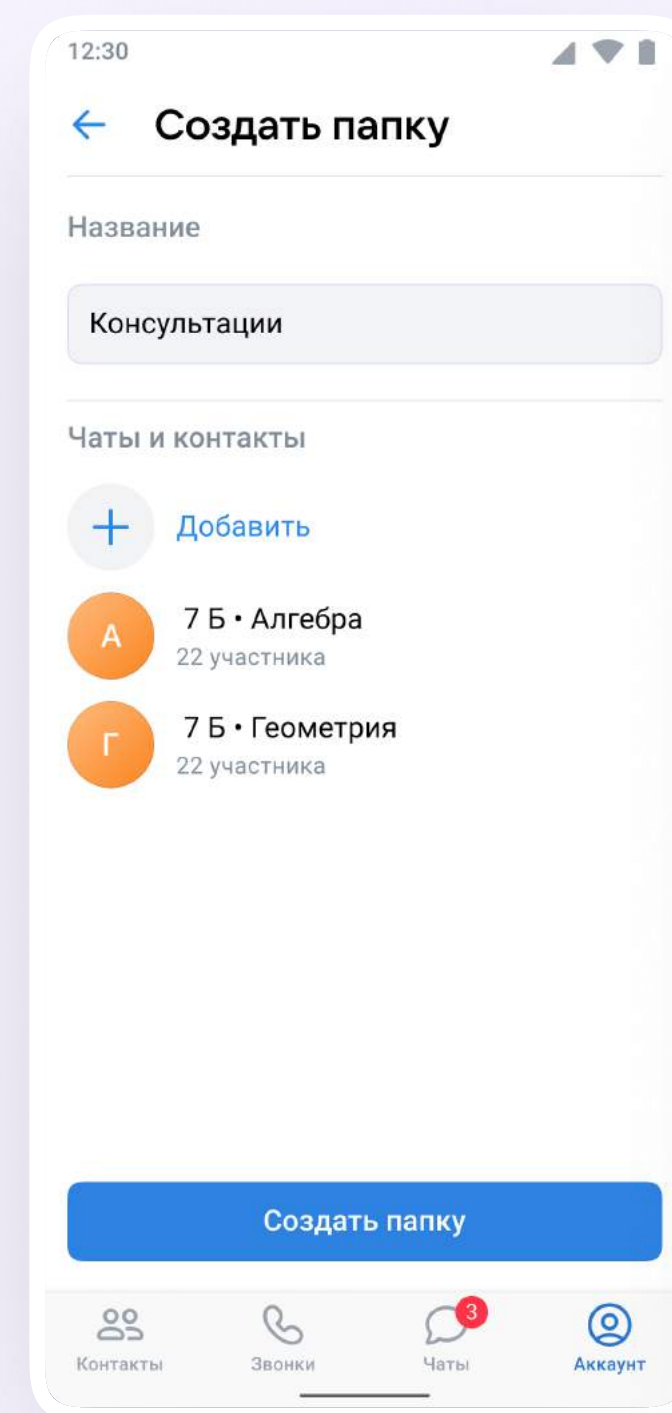 12:30
Создать папку
Название
Консультации
Чаты и контакты
Добавить
А
7 Б • Алгебра
22 участника
Г
7 Б • Геометрия
22 участника
Создать папку
3
Контакты
Звонки
Чаты
Аккаунт